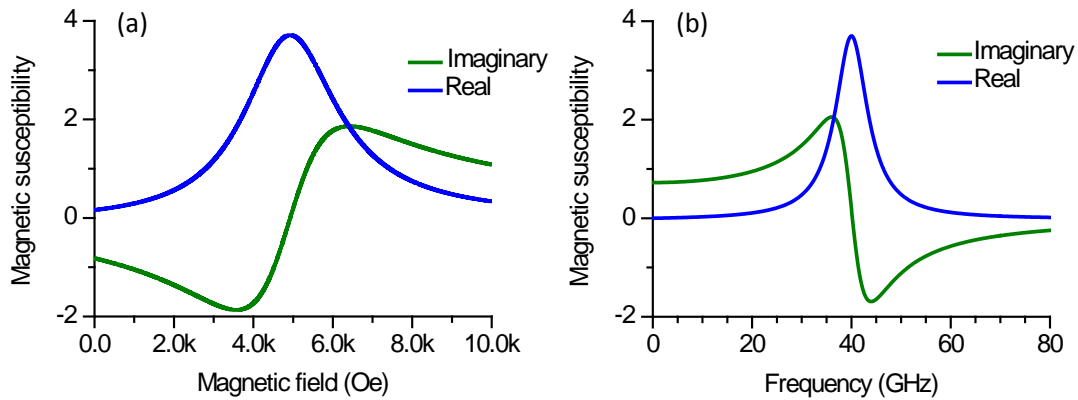 (a)
Magnetic susceptibility
4
2
0
-2
Imaginary
Real
0.0
2.0k
4.0k
6.0k
8.0k
10.0k
Magnetic field (Oe)
(b)
Magnetic susceptibility
4
2
0
-2
Imaginary
Real
0
20
40
60
80
Frequency (GHz)